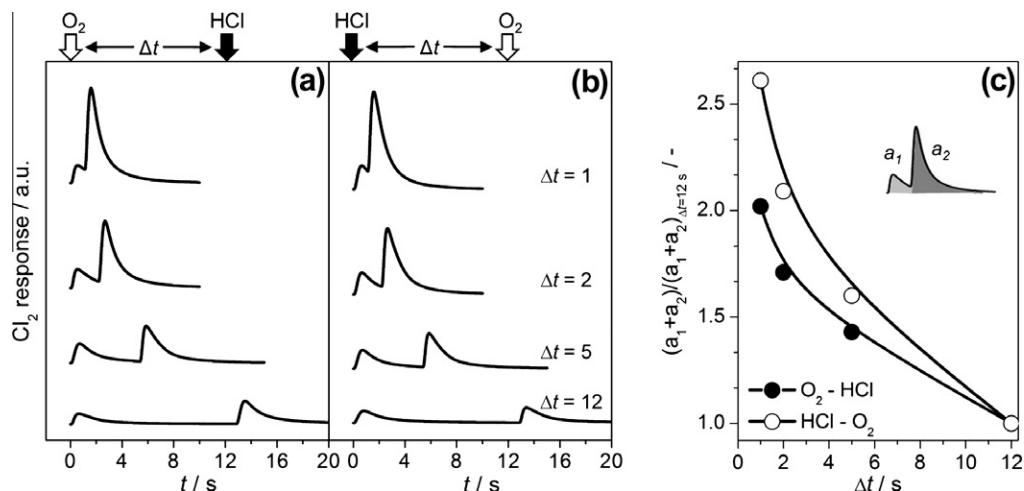 O₂ Δt HCl
HCl Δt O₂
(a)
(b)
(c)
Cl₂ response / a.u.
Δt = 1
Δt = 2
Δt = 5
Δt = 12
0 4 8 12 16 20
t / s
0 4 8 12 16 20
t / s
(a₁+a₂)/(a₁+a₂)Δt=12 s / -
2.5
2.0
1.5
1.0
a₁ a₂
O₂ - HCl
HCl - O₂
0 2 4 6 8 10 12
Δt / s